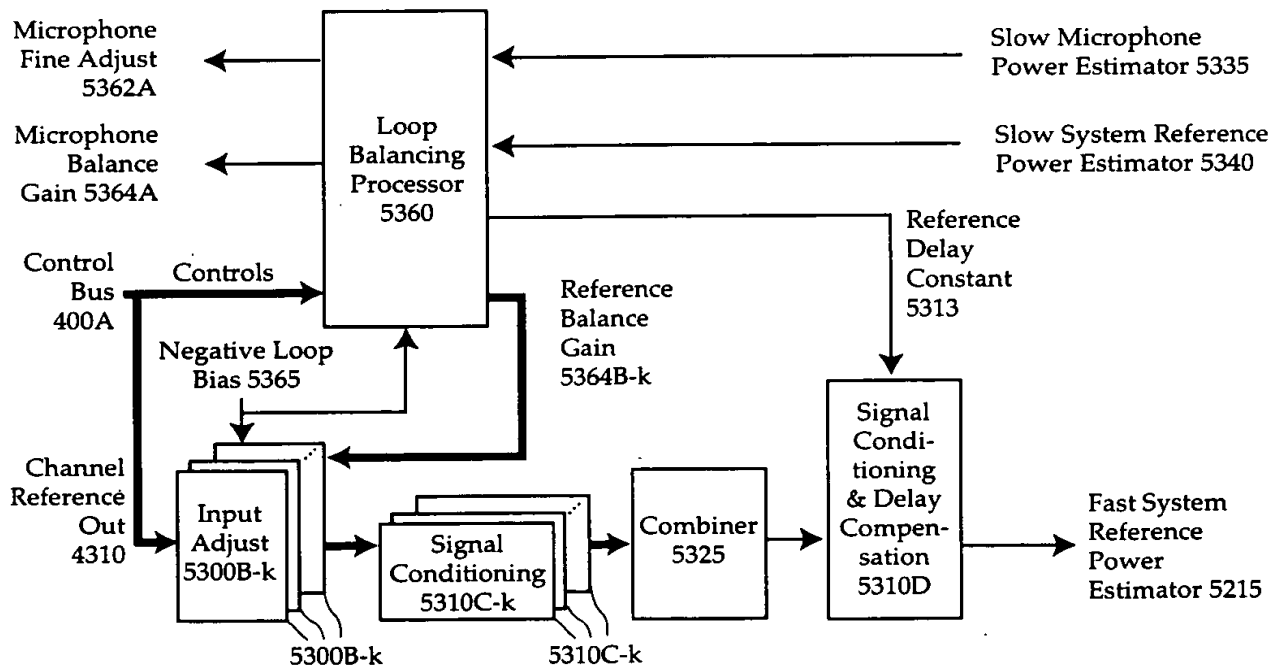 Microphone
Fine Adjust
5362A
Microphone
Balance
Gain 5364A
Control
Bus
400A
Controls
Loop
Balancing
Processor
5360
Slow Microphone
Power Estimator 5335
Slow System Reference
Power Estimator 5340
Reference
Delay
Constant
5313
Reference
Balance
Gain
5364B-k
Negative Loop
Bias 5365
Channel
Reference
Out
4310
Input
Adjust
5300B-k
5300B-k
Signal
Conditioning
5310C-k
5310C-k
Combiner
5325
Signal
Condi-
tioning
& Delay
Compen-
sation
5310D
Fast System
Reference
Power
Estimator 5215